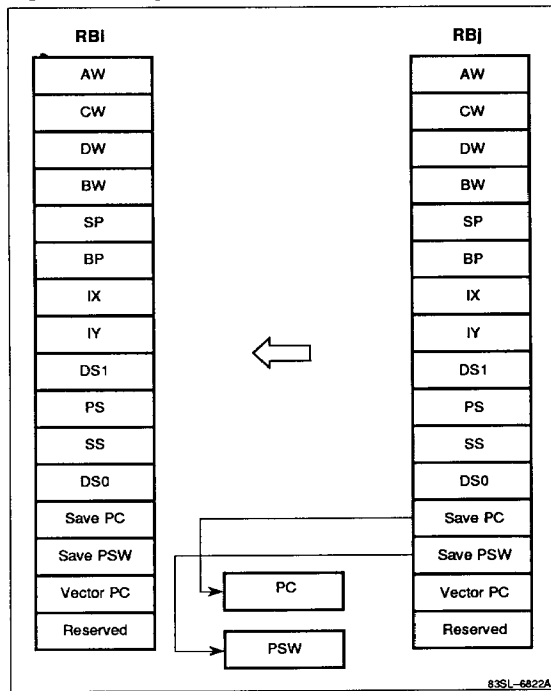 RBi
RBj
AW
CW
DW
BW
SP
BP
IX
IY
DS1
PS
SS
DS0
Save PC
Save PSW
Vector PC
Reserved
AW
CW
DW
BW
SP
BP
IX
IY
DS1
PS
SS
DS0
Save PC
Save PSW
Vector PC
Reserved
PC
PSW
83SL-6822A